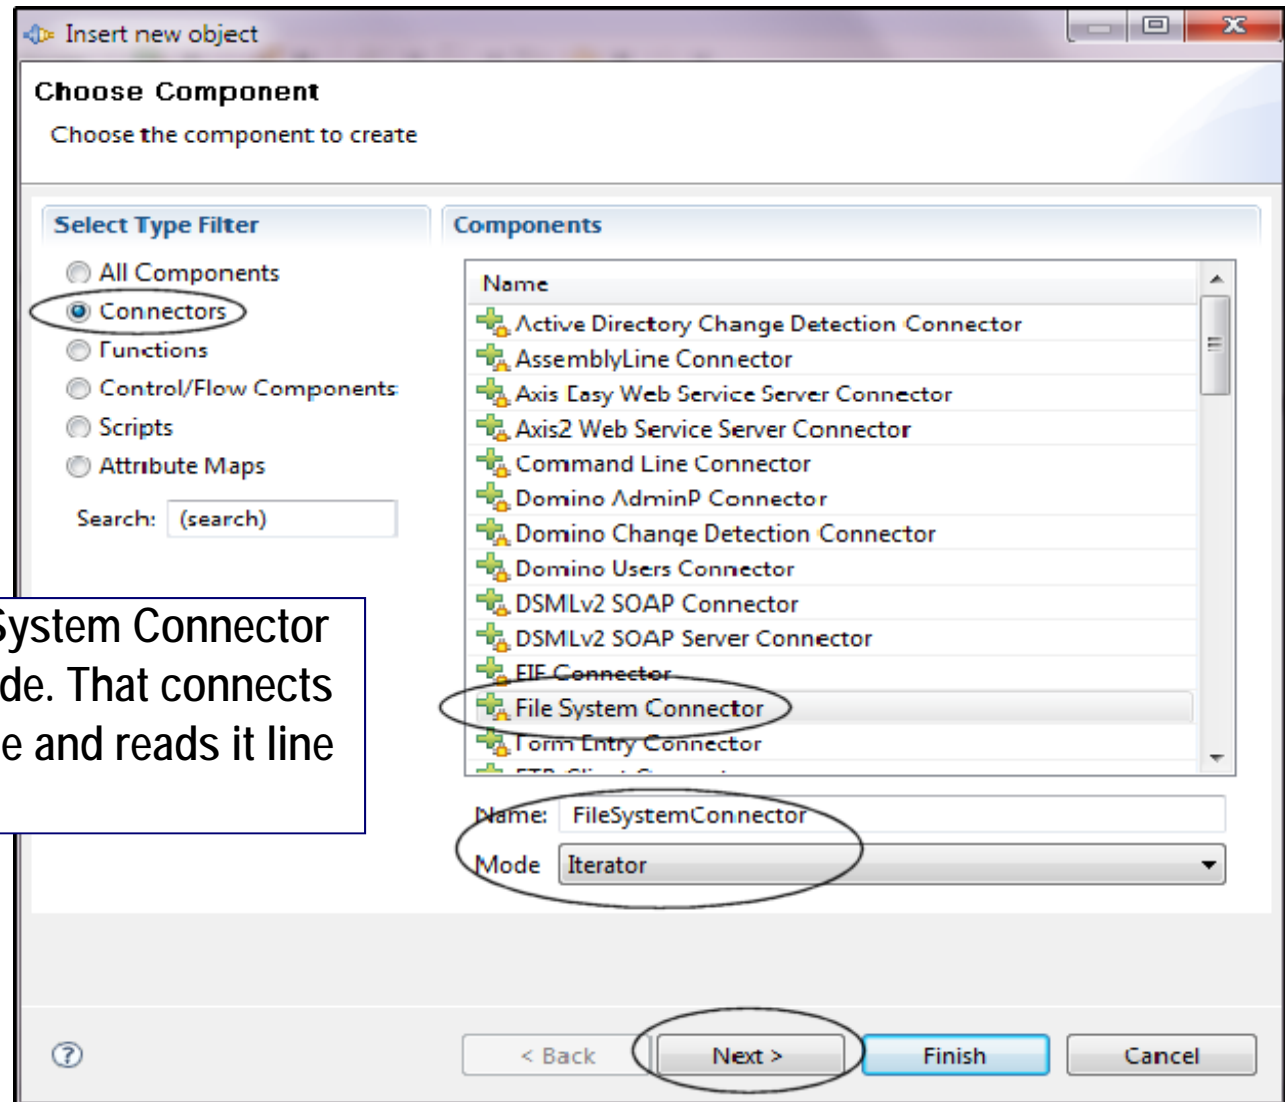 Insert new object
Choose Component
Choose the component to create
Select Type Filter
All Components
Connectors
Functions
Control/Flow Components
Scripts
Attribute Maps
Search: (search)
System Connector
de. That connects
e and reads it line
Components
Name
Active Directory Change Detection Connector
AssemblyLine Connector
Axis Easy Web Service Server Connector
Axis2 Web Service Server Connector
Command Line Connector
Domino AdminP Connector
Domino Change Detection Connector
Domino Users Connector
DSMLv2 SOAP Connector
DSMLv2 SOAP Server Connector
EIF Connector
File System Connector
Form Entry Connector
Name: FileSystemConnector
Mode Iterator
< Back Next > Finish Cancel